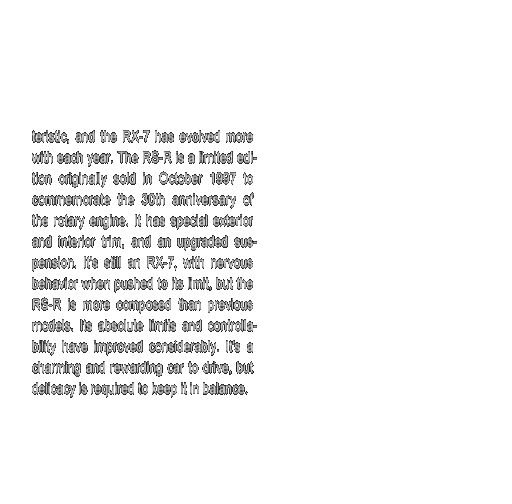 teristic, and the RX-7 has evolved more
with each year. The RS-R is a limited edi-
tion originally sold in October 1997 to
commemorate the 30th anniversary of
the rotary engine. It has special exterior
and interior trim, and an upgraded sus-
pension. It's still an RX-7, with nervous
behavior when pushed to its limit, but the
RS-R is more composed than previous
models. Its absolute limits and controlla-
bility have improved considerably. It's a
charming and rewarding car to drive, but
delicacy is required to keep it in balance.